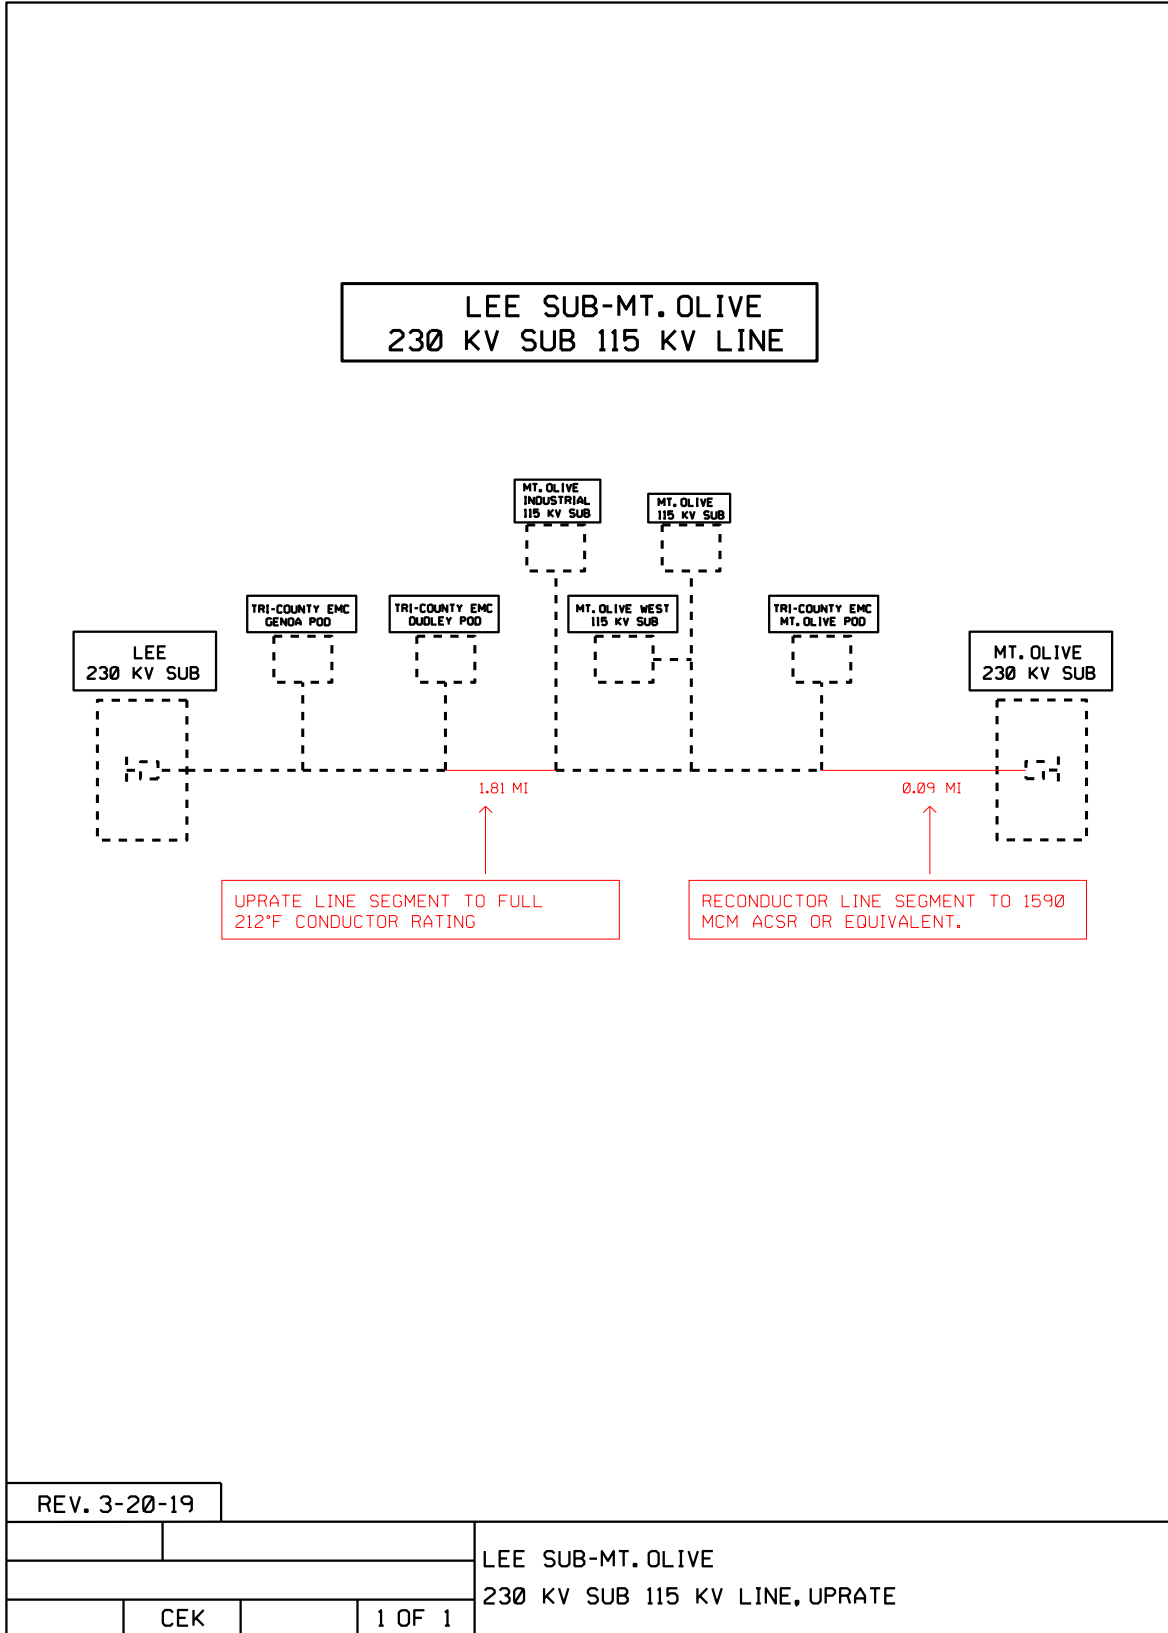 LEE SUB-MT. OLIVE
230 KV SUB 115 KV LINE
MT. OLIVE
INDUSTRIAL
115 KV SUB
MT. OLIVE
115 KV SUB
TRI-COUNTY EMC
GENOA POD
TRI-COUNTY EMC
DUDLEY POD
MT. OLIVE WEST
115 KV SUB
TRI-COUNTY EMC
MT. OLIVE POD
LEE
230 KV SUB
MT. OLIVE
230 KV SUB
1.81 MI
0.09 MI
UPRATE LINE SEGMENT TO FULL
212°F CONDUCTOR RATING
RECONDUCTOR LINE SEGMENT TO 1590
MCM ACSR OR EQUIVALENT.
REV. 3-20-19
LEE SUB-MT. OLIVE
230 KV SUB 115 KV LINE, UPRATE
CEK
1 OF 1